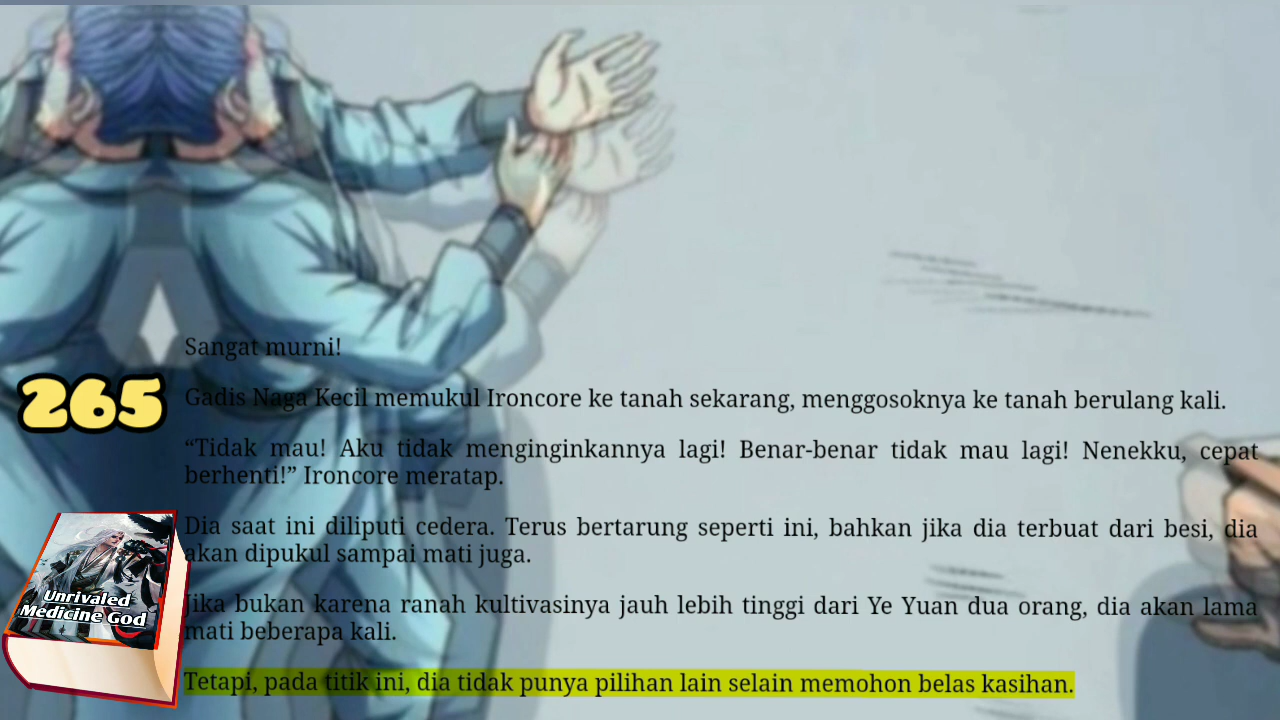 Sangat murni!
265
Gadis Naga Kecil memukul Ironcore ke tanah sekarang, menggosoknya ke tanah berulang kali.
“Tidak mau! Aku tidak menginginkannya lagi! Benar-benar tidak mau lagi! Nenekku, cepat
berhenti!” Ironcore meratap.
Dia saat ini diliputi cedera. Terus bertarung seperti ini, bahkan jika dia terbuat dari besi, dia
akan dipukul sampai mati juga.
Unrivaled
Medicine God
Jika bukan karena ranah kultivasinya jauh lebih tinggi dari Ye Yuan dua orang, dia akan lama
mati beberapa kali.
Tetapi, pada titik ini, dia tidak punya pilihan lain selain memohon belas kasihan.